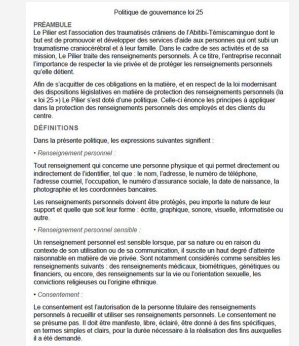 Politique de gouvernance loi 25
PRÉAMBULE
Le Pilier est l'association des traumatisés crâniens de l'Abitibi-Témiscamingue dont le
but est de promouvoir et développer des services d'aide aux personnes qui ont subi un
traumatisme craniocérébral et à leur famille. Dans le cadre de ses activités et de sa
mission, Le Pilier traite des renseignements personnels. À ce titre, l'entreprise reconnait
l'importance de respecter la vie privée et de protéger les renseignements personnels
qu'elle détient.
Afin de s'acquitter de ces obligations en la matière, et en respect de la loi modernisant
des dispositions législatives en matière de protection des renseignements personnels (la
« loi 25 ») Le Pilier s'est doté d'une politique. Celle-ci énonce les principes à appliquer
dans la protection des renseignements personnels des employés et des clients du
centre.
DÉFINITIONS
Dans la présente politique, les expressions suivantes signifient :
• Renseignement personnel :
Tout renseignement qui concerne une personne physique et qui permet directement ou
indirectement de l'identifier, tel que : le nom, l'adresse, le numéro de téléphone,
l'adresse courriel, l'occupation, le numéro d'assurance sociale, la date de naissance, la
photographie et les coordonnées bancaires.
Les renseignements personnels doivent être protégés, peu importe la nature de leur
support et quelle que soit leur forme : écrite, graphique, sonore, visuelle, informatisée ou
autre.
• Renseignement personnel sensible :
Un renseignement personnel est sensible lorsque, par sa nature ou en raison du
contexte de son utilisation ou de sa communication, il suscite un haut degré d'atteinte
raisonnable en matière de vie privée. Sont notamment considérés comme sensibles les
renseignements suivants : des renseignements médicaux, biométriques, génétiques ou
financiers, ou encore, des renseignements sur la vie ou l'orientation sexuelle, les
convictions religieuses ou l'origine ethnique.
• Consentement :
Le consentement est l'autorisation de la personne titulaire des renseignements
personnels à recueillir et utiliser ses renseignements personnels. Le consentement ne
se présume pas. Il doit être manifeste, libre, éclairé, être donné à des fins spécifiques,
en termes simples et clairs, pour la durée nécessaire à la réalisation des fins auxquelles
il a été demandé.